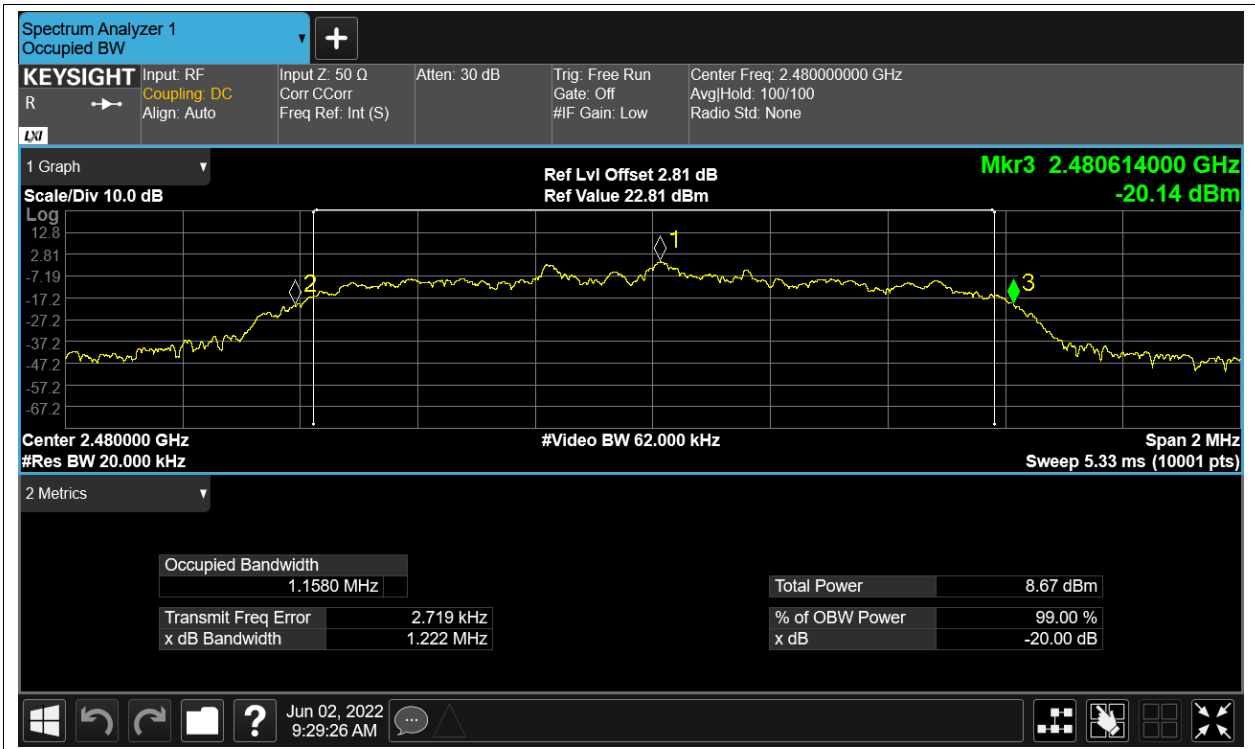 Spectrum Analyzer 1
Occupied BW
KEYSIGHT
R
LXI
Input: RF
Coupling: DC
Align: Auto
Input Z: 50 Ω
Corr CCorr
Freq Ref: Int (S)
Atten: 30 dB
Trig: Free Run
Gate: Off
#IF Gain: Low
Center Freq: 2.480000000 GHz
Avg|Hold: 100/100
Radio Std: None
1 Graph
Scale/Div 10.0 dB
Ref Lvl Offset 2.81 dB
Ref Value 22.81 dBm
Mkr3 2.480614000 GHz
-20.14 dBm
Log
12.8
2.81
-7.19
-17.2
-27.2
-37.2
-47.2
-57.2
-67.2
1
2
3
Center 2.480000 GHz
#Video BW 62.000 kHz
Span 2 MHz
#Res BW 20.000 kHz
Sweep 5.33 ms (10001 pts)
2 Metrics
Occupied Bandwidth
1.1580 MHz
Transmit Freq Error 2.719 kHz
x dB Bandwidth 1.222 MHz
Total Power 8.67 dBm
% of OBW Power 99.00 %
x dB -20.00 dB
?
Jun 02, 2022
9:29:26 AM